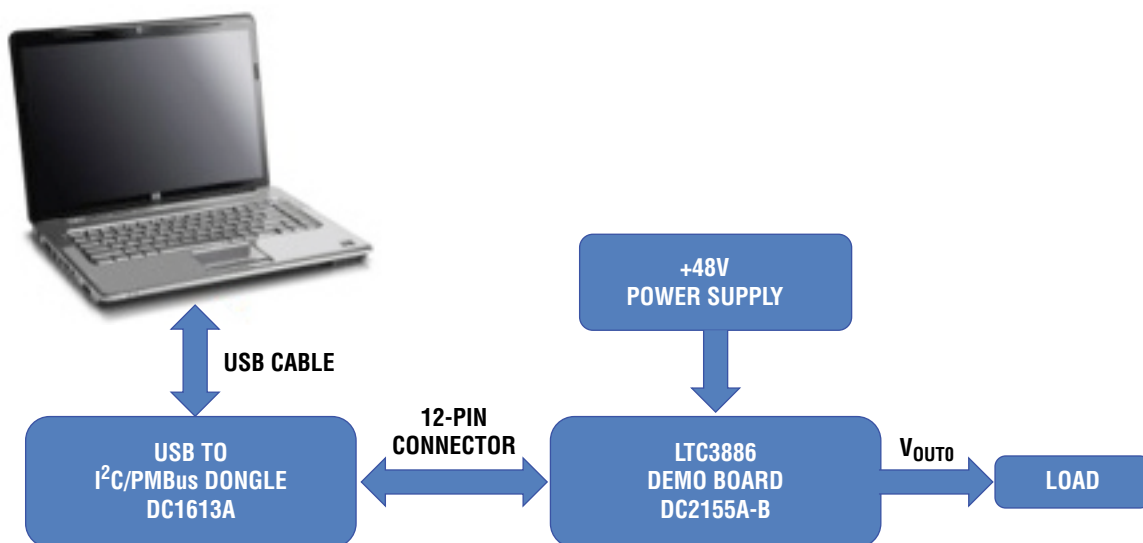 +48V
POWER SUPPLY
USB CABLE
12-PIN
CONNECTOR
USB TO
I²C/PMBus DONGLE
DC1613A
LTC3886
DEMO BOARD
DC2155A-B
V_OUT0
LOAD